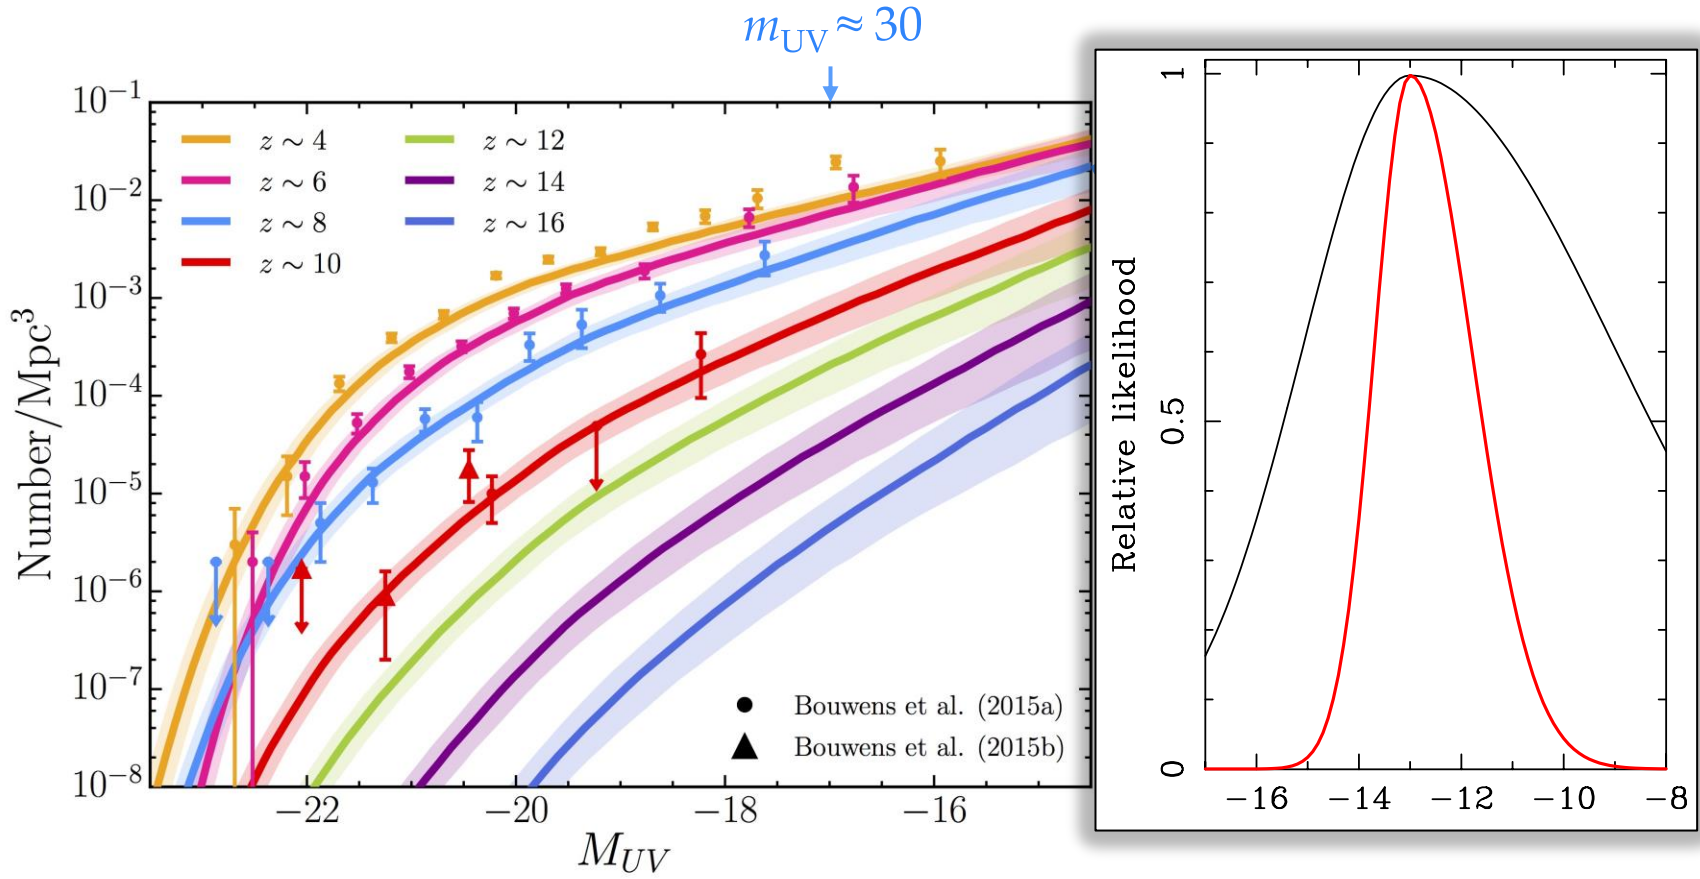 m_UV ≈ 30
10⁻¹
10⁻²
10⁻³
10⁻⁴
10⁻⁵
10⁻⁶
10⁻⁷
10⁻⁸
Number/Mpc³
z ∼ 4
z ∼ 6
z ∼ 8
z ∼ 10
z ∼ 12
z ∼ 14
z ∼ 16
Bouwens et al. (2015a)
Bouwens et al. (2015b)
−22 −20 −18 −16
M_UV
Relative likelihood
1
0.5
0
−16 −14 −12 −10 −8